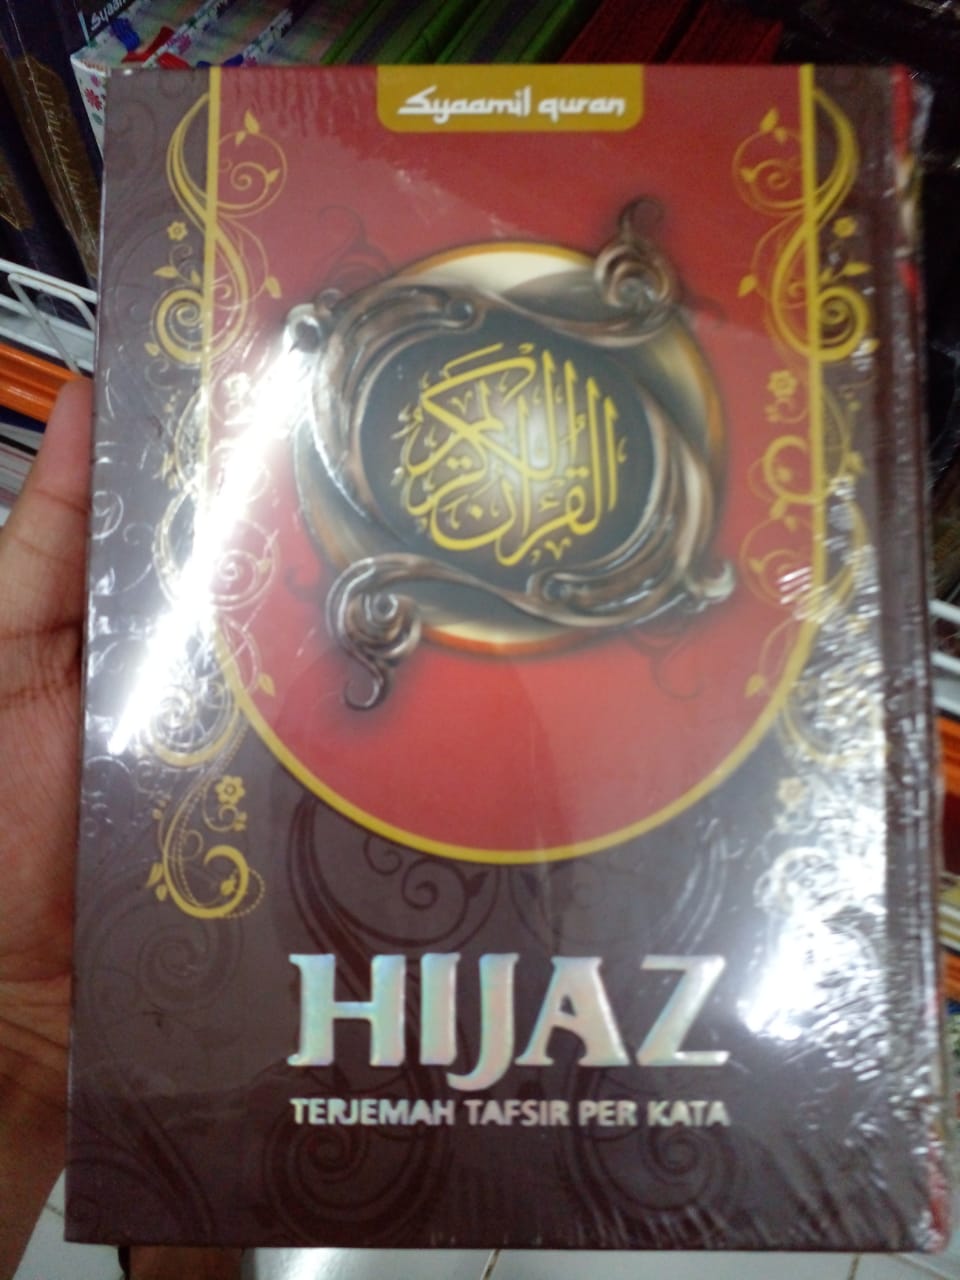 Syaamil quran
القرآن الكريم
HIJAZ
TERJEMAH TAFSIR PER KATA